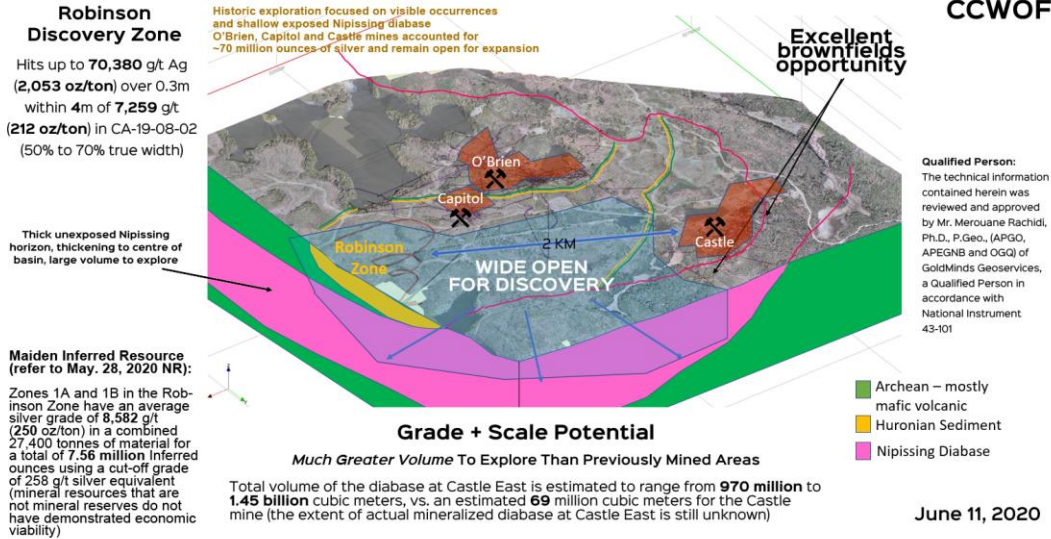 Robinson
Discovery Zone
Hits up to 70,380 g/t Ag
(2,053 oz/ton) over 0.3m
within 4m of 7,259 g/t
(212 oz/ton) in CA-19-08-02
(50% to 70% true width)
Thick unexposed Nipissing
horizon, thickening to centre of
basin, large volume to explore
Maiden Inferred Resource
(refer to May. 28, 2020 NR):
Zones 1A and 1B in the Rob-
inson Zone have an average
silver grade of 8,582 g/t
(250 oz/ton) in a combined
27,400 tonnes of material for
a total of 7.56 million Inferred
ounces using a cut-off grade
of 258 g/t silver equivalent
(mineral resources that are
not mineral reserves do not
have demonstrated economic
viability)
Historic exploration focused on visible occurrences
and shallow exposed Nipissing diabase
O'Brien, Capitol and Castle mines accounted for
~70 million ounces of silver and remain open for expansion
CCWOF
Excellent
brownfields
opportunity
O'Brien
Capitol
Castle
Robinson
Zone
2 KM
WIDE OPEN
FOR DISCOVERY
Qualified Person:
The technical information
contained herein was
reviewed and approved
by Mr. Merouane Rachidi,
Ph.D., P.Geo., (APGO,
APEGNB and OGQ) of
GoldMinds Geoservices,
a Qualified Person in
accordance with
National Instrument
43-101
Archean – mostly
mafic volcanic
Huronian Sediment
Nipissing Diabase
Grade + Scale Potential
Much Greater Volume To Explore Than Previously Mined Areas
Total volume of the diabase at Castle East is estimated to range from 970 million to
1.45 billion cubic meters, vs. an estimated 69 million cubic meters for the Castle
mine (the extent of actual mineralized diabase at Castle East is still unknown)
June 11, 2020